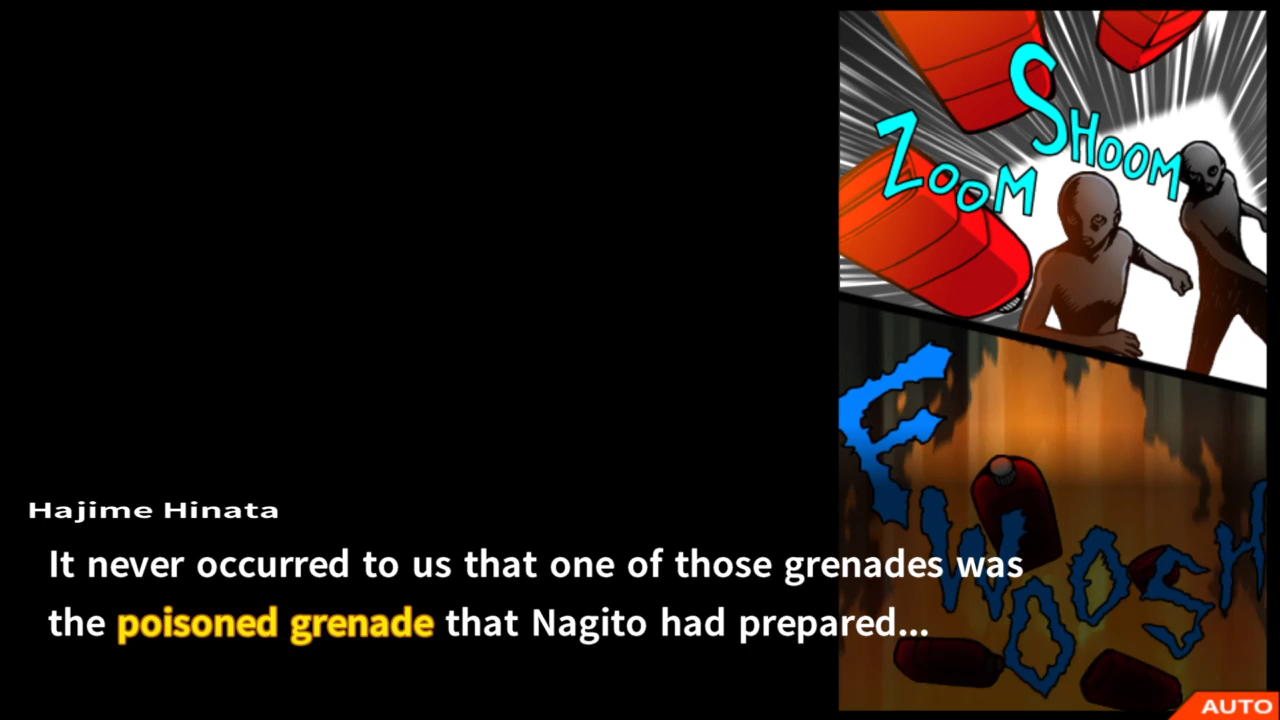 SHOOM
ZOOM
FWOOSH
Hajime Hinata
It never occurred to us that one of those grenades was
the poisoned grenade that Nagito had prepared...
AUTO